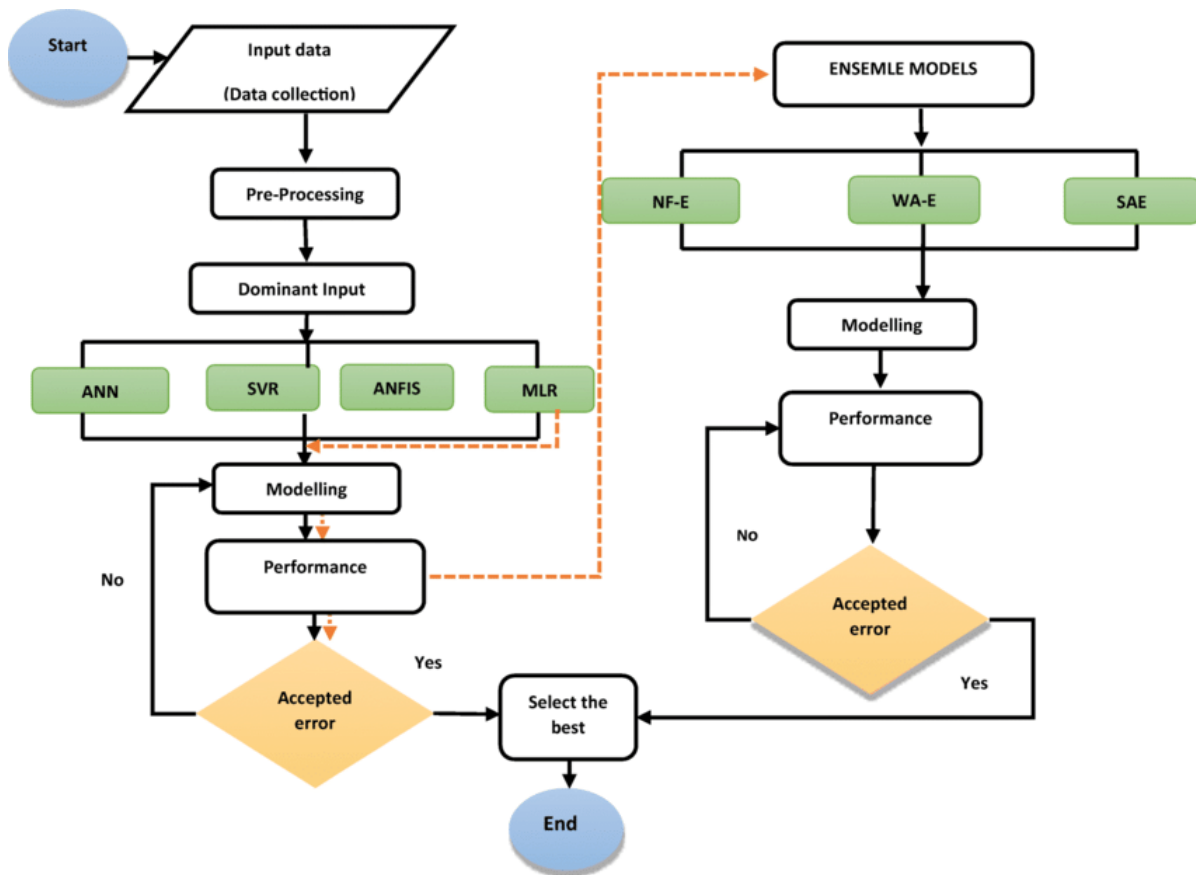 Start
Input data
(Data collection)
Pre-Processing
Dominant Input
ANN
SVR
ANFIS
MLR
Modelling
Performance
No
Accepted
error
Yes
Select the
best
End
ENSEMLE MODELS
NF-E
WA-E
SAE
Modelling
Performance
No
Accepted
error
Yes